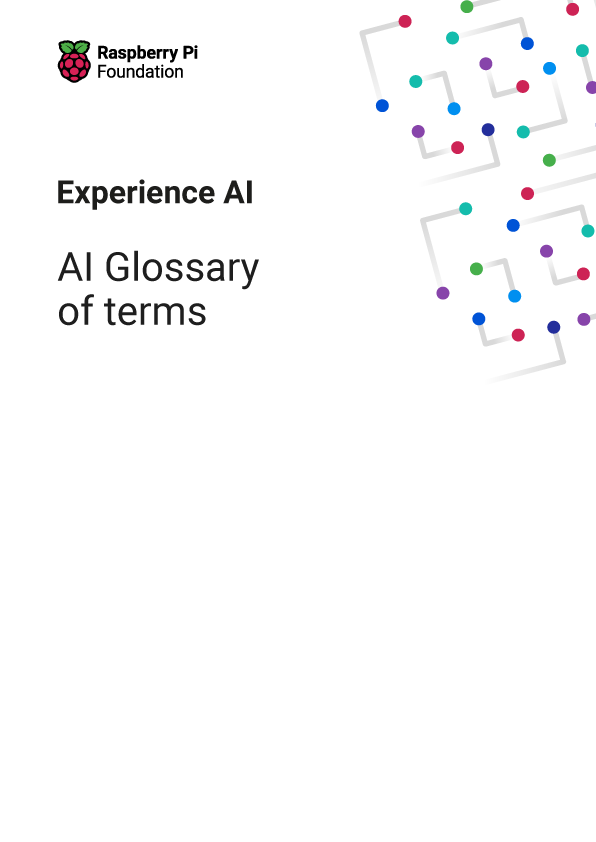 Raspberry Pi
Foundation
Experience AI
AI Glossary
of terms